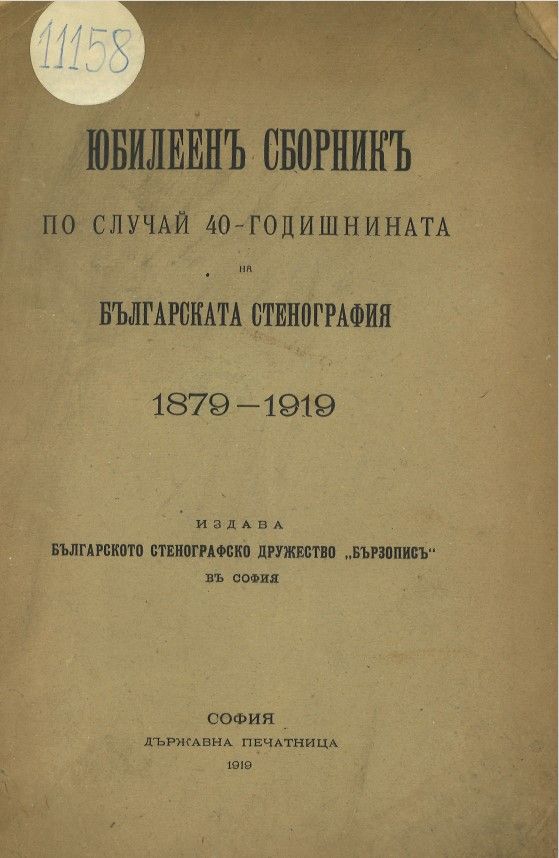 11158
ЮБИЛЕЕНЪ СБОРНИКЪ
ПО СЛУЧАЙ 40-ГОДИШНИНАТА
НА
БЪЛГАРСКАТА СТЕНОГРАФИЯ
1879 – 1919
ИЗДАВА
БЪЛГАРСКОТО СТЕНОГРАФСКО ДРУЖЕСТВО „БЪРЗОПИСЪ“
ВЪ СОФИЯ
СОФИЯ
ДЪРЖАВНА ПЕЧАТНИЦА
1919